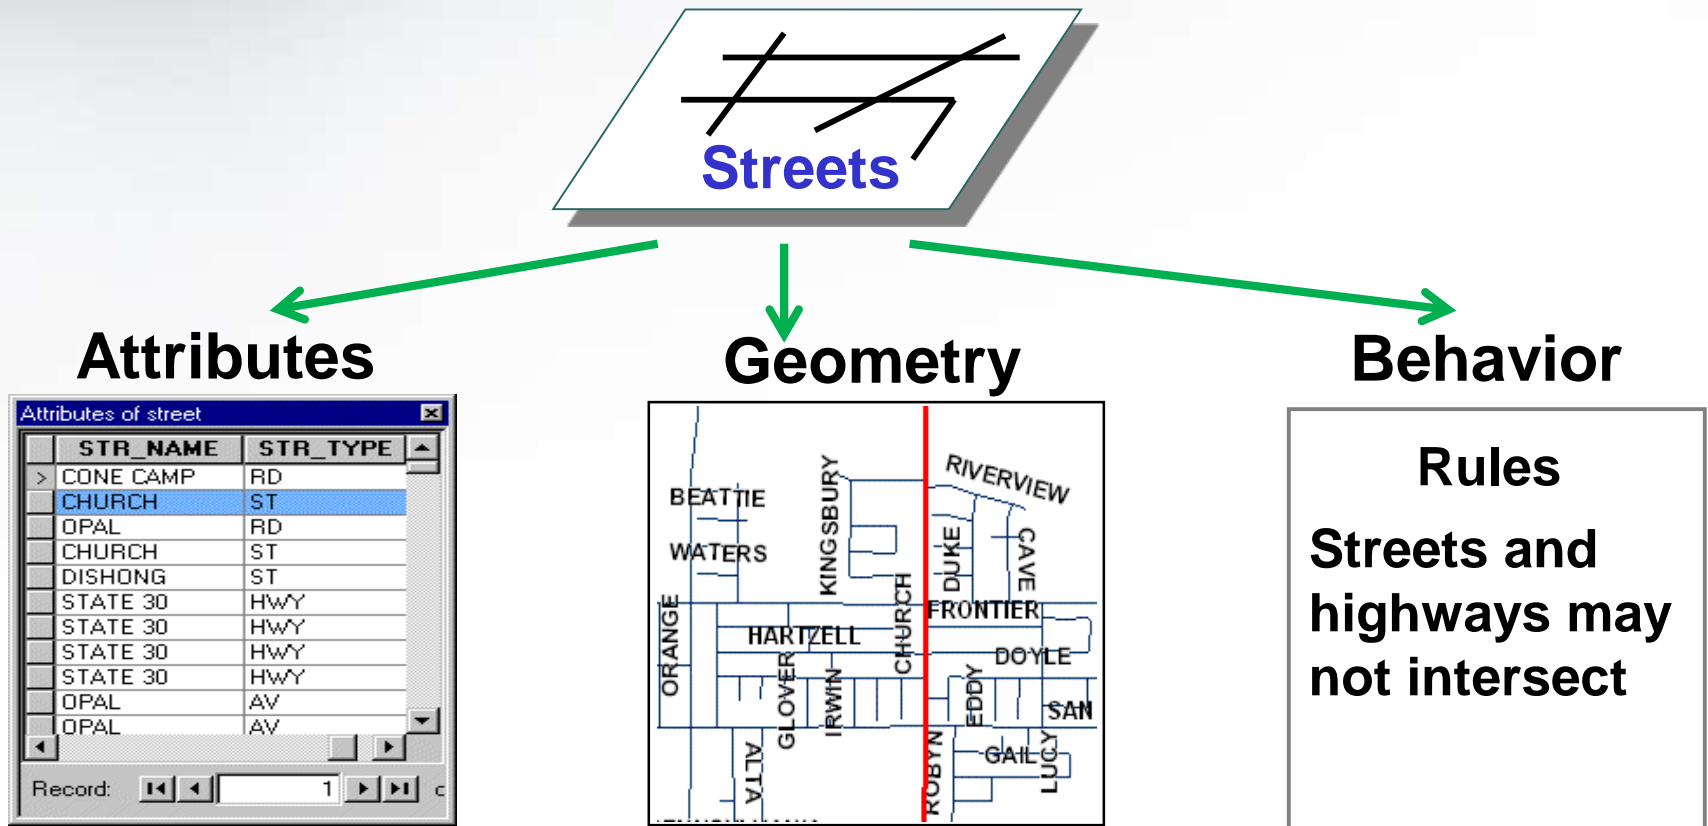 Streets
Attributes
Geometry
Behavior
Attributes of street
STR_NAME STR_TYPE
> CONE CAMP RD
CHURCH ST
OPAL RD
CHURCH ST
DISHONG ST
STATE 30 HWY
STATE 30 HWY
STATE 30 HWY
STATE 30 HWY
OPAL AV
OPAL AV
Record: 1
BEATTIE
WATERS
KINGSBURY
RIVERVIEW
DUKE
CAVE
ORANGE
HARTZELL
CHURCH
FRONTIER
DOYLE
GLOVER
IRWIN
EDDY
SAN
ALTA
ROBYN
GAIL
LUCY
Rules
Streets and
highways may
not intersect